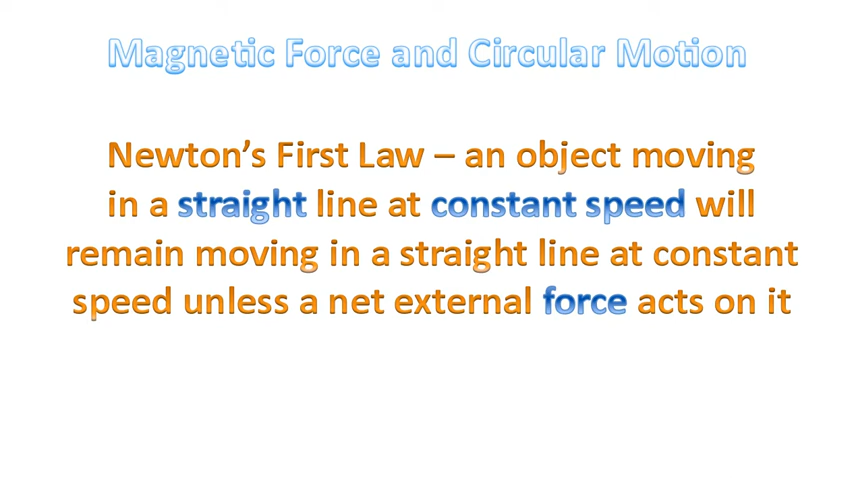 Magnetic Force and Circular Motion
Newton's First Law – an object moving
in a straight line at constant speed will
remain moving in a straight line at constant
speed unless a net external force acts on it